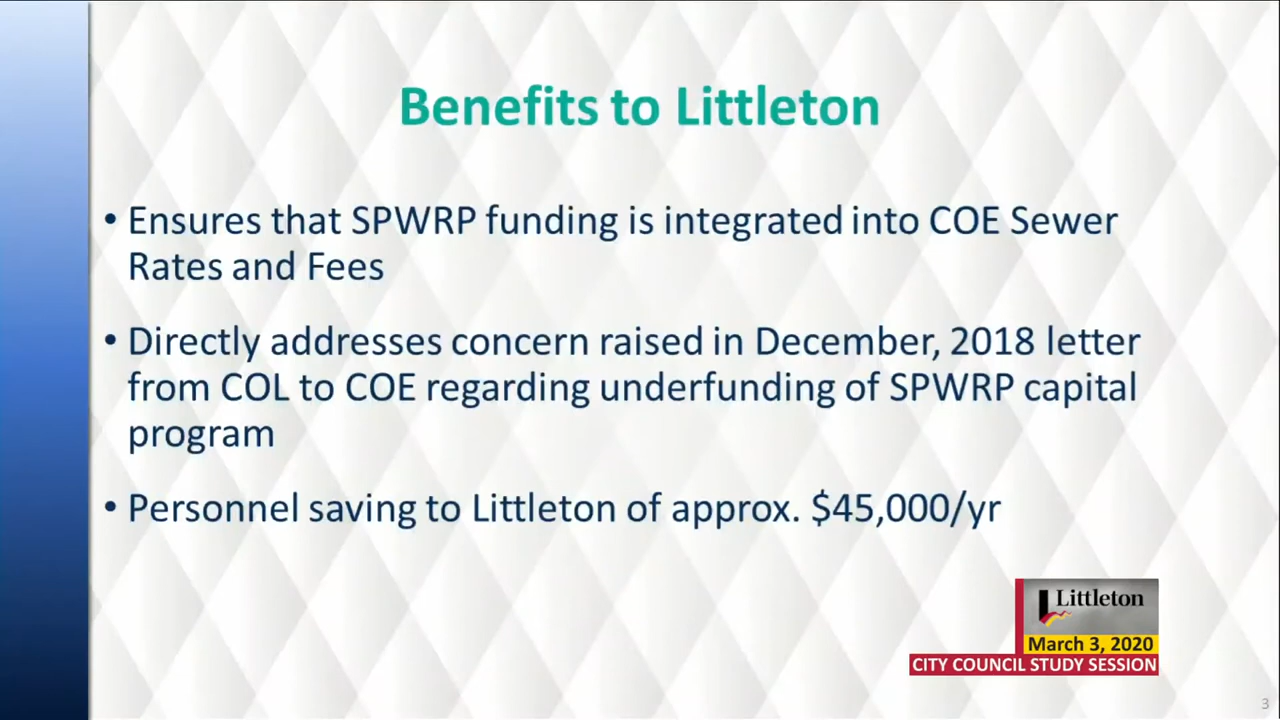 Benefits to Littleton
• Ensures that SPWRP funding is integrated into COE Sewer
Rates and Fees
• Directly addresses concern raised in December, 2018 letter
from COL to COE regarding underfunding of SPWRP capital
program
• Personnel saving to Littleton of approx. $45,000/yr
Littleton
March 3, 2020
CITY COUNCIL STUDY SESSION
3